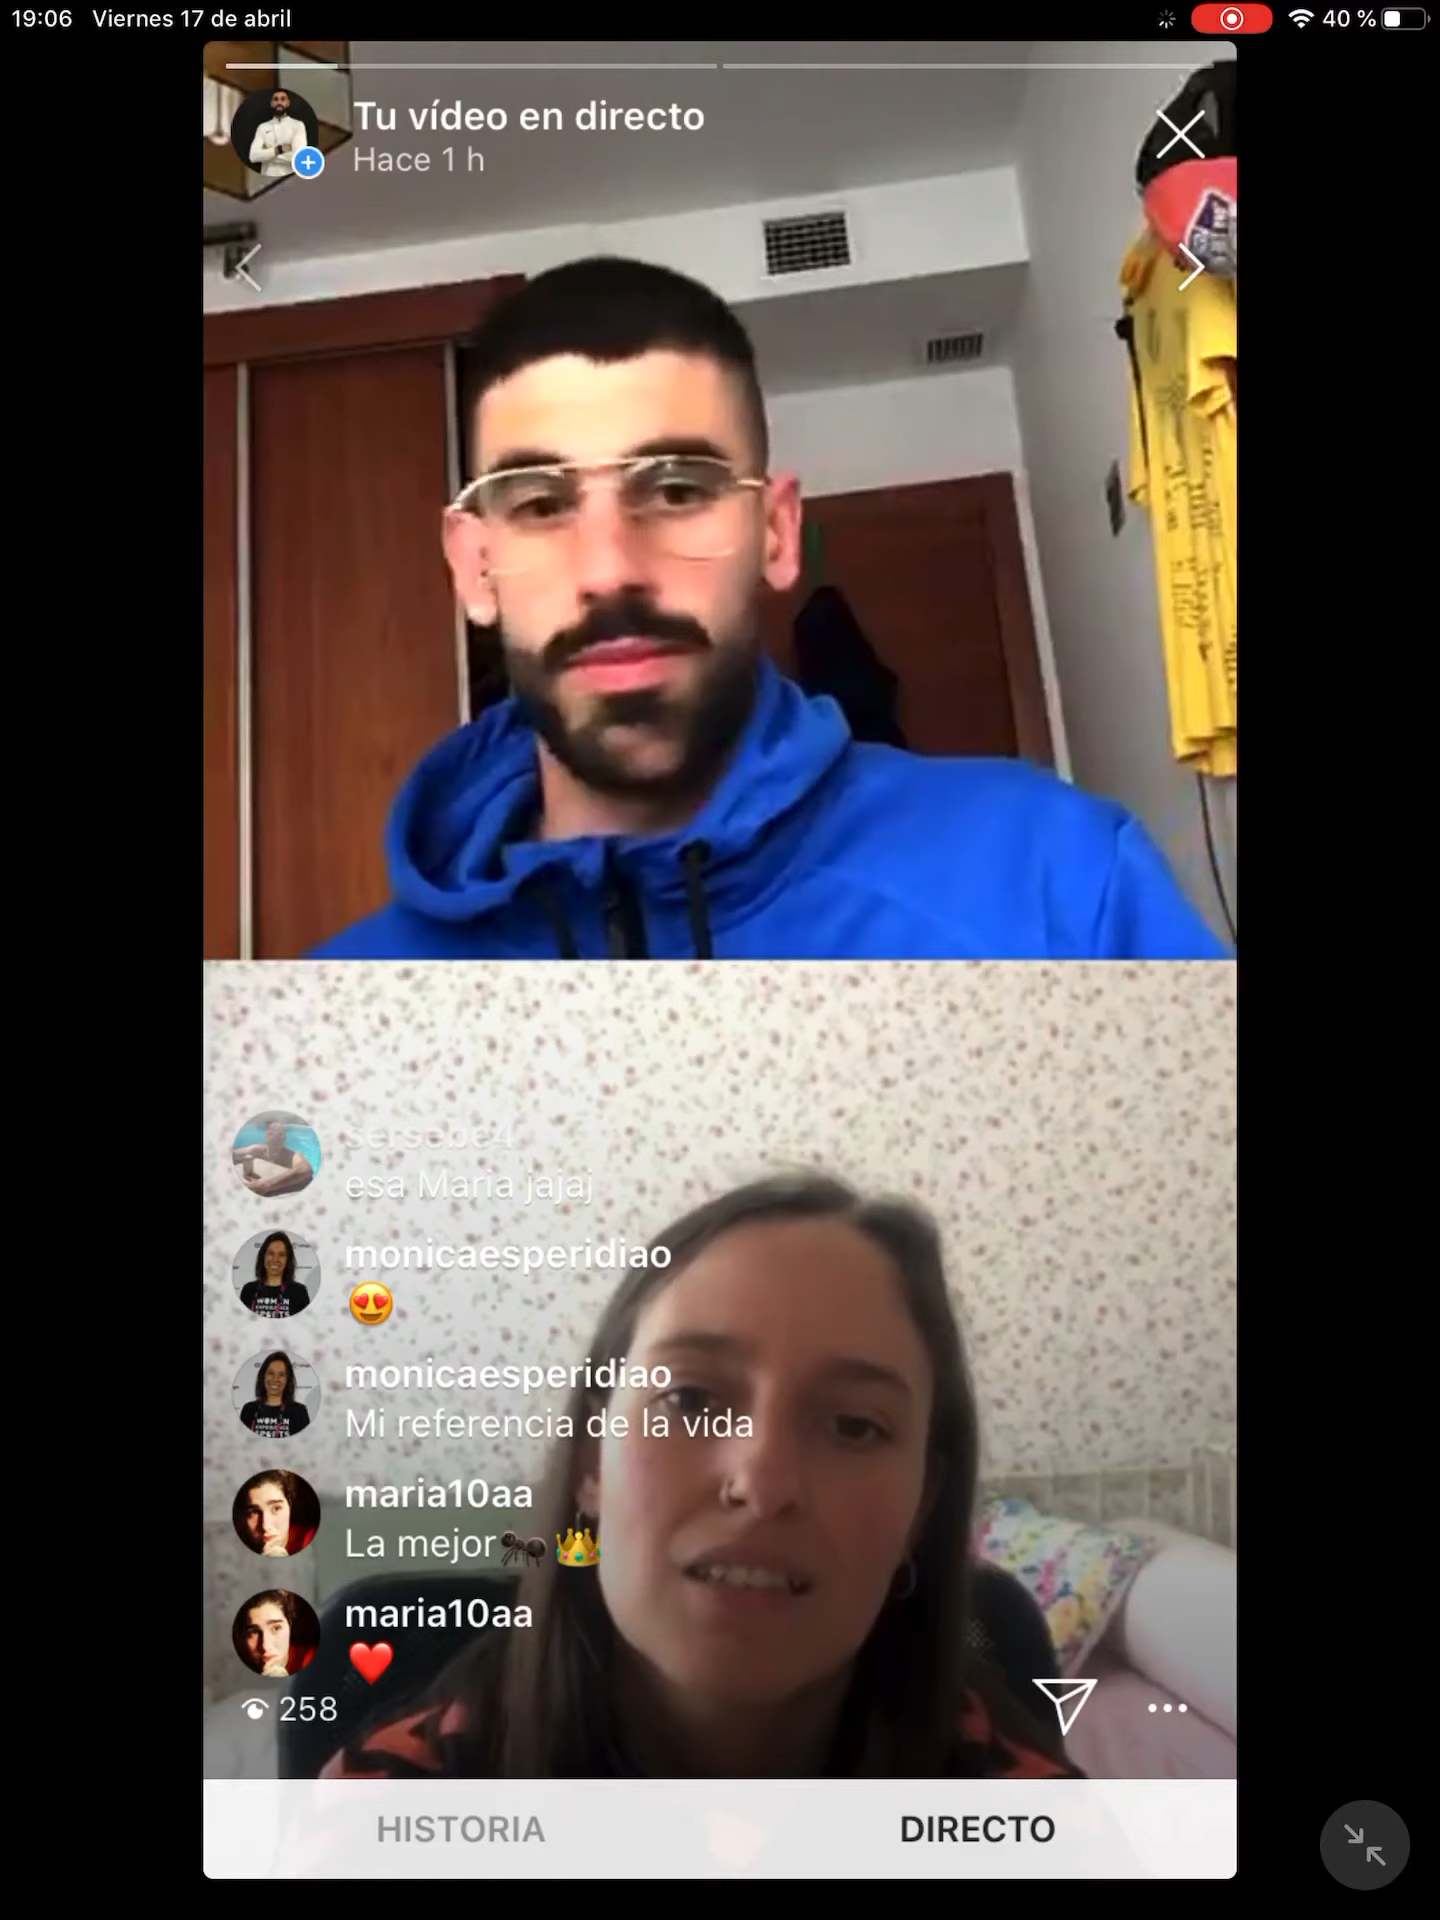 19:06 Viernes 17 de abril
40 %
Tu vídeo en directo
Hace 1 h
sersebe4
esa Maria jajaj
monicaesperidiao
😍
monicaesperidiao
Mi referencia de la vida
maria10aa
La mejor🐜👑
maria10aa
❤️
258
HISTORIA
DIRECTO